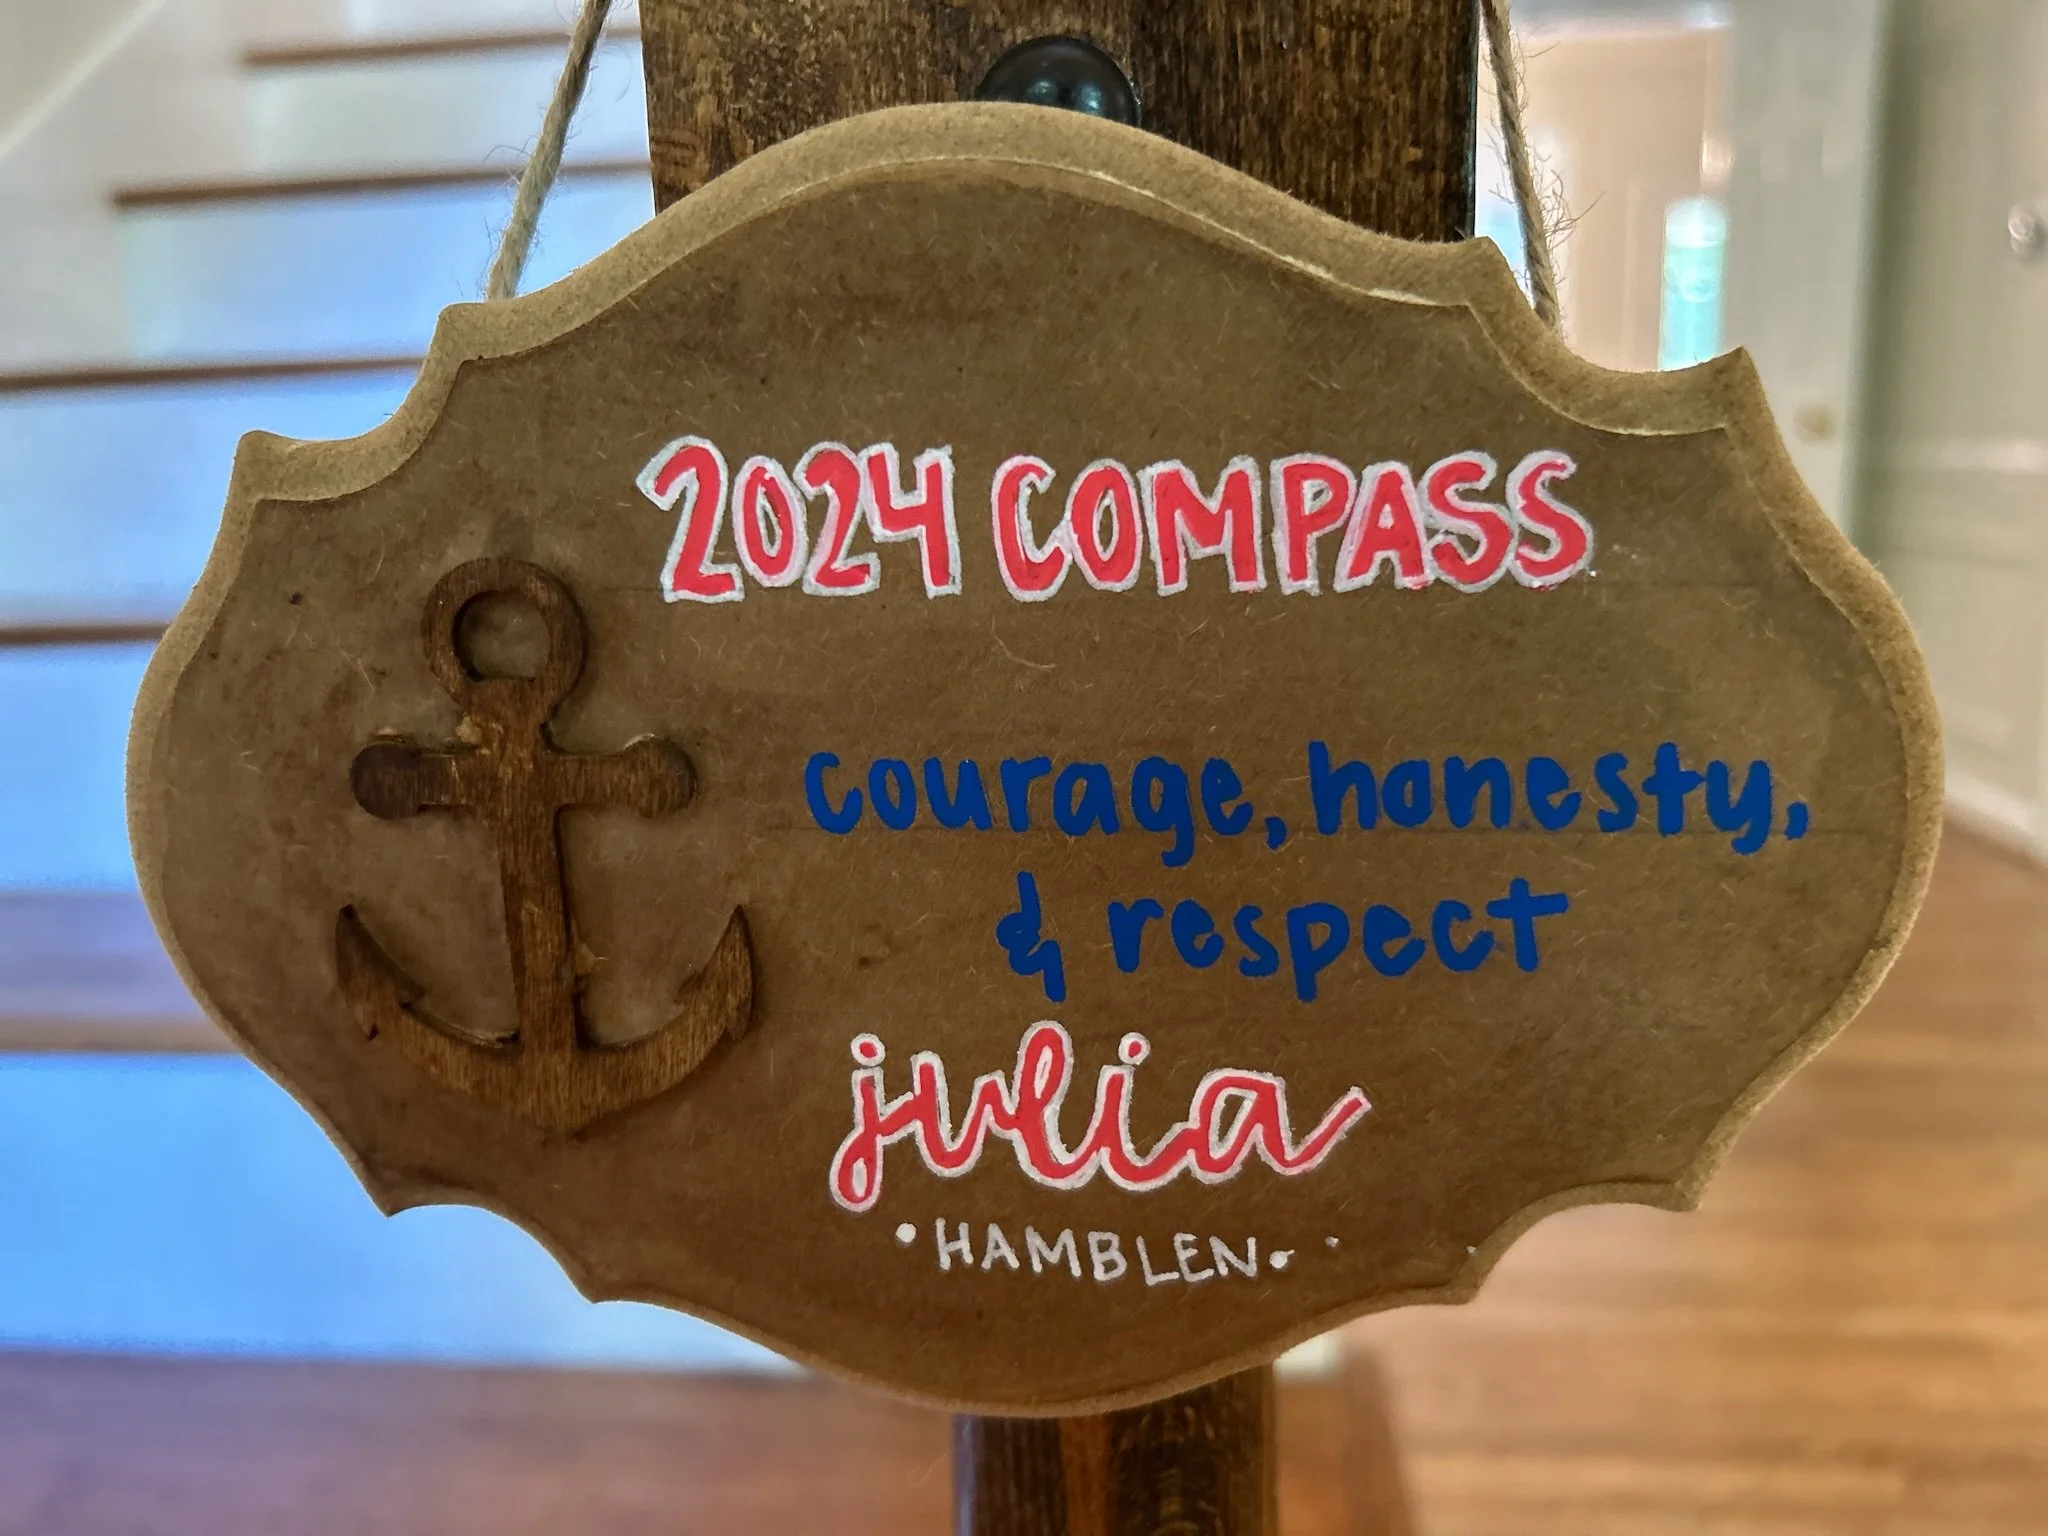 2024 COMPASS
courage, honesty,
& respect
julia
• HAMBLEN •